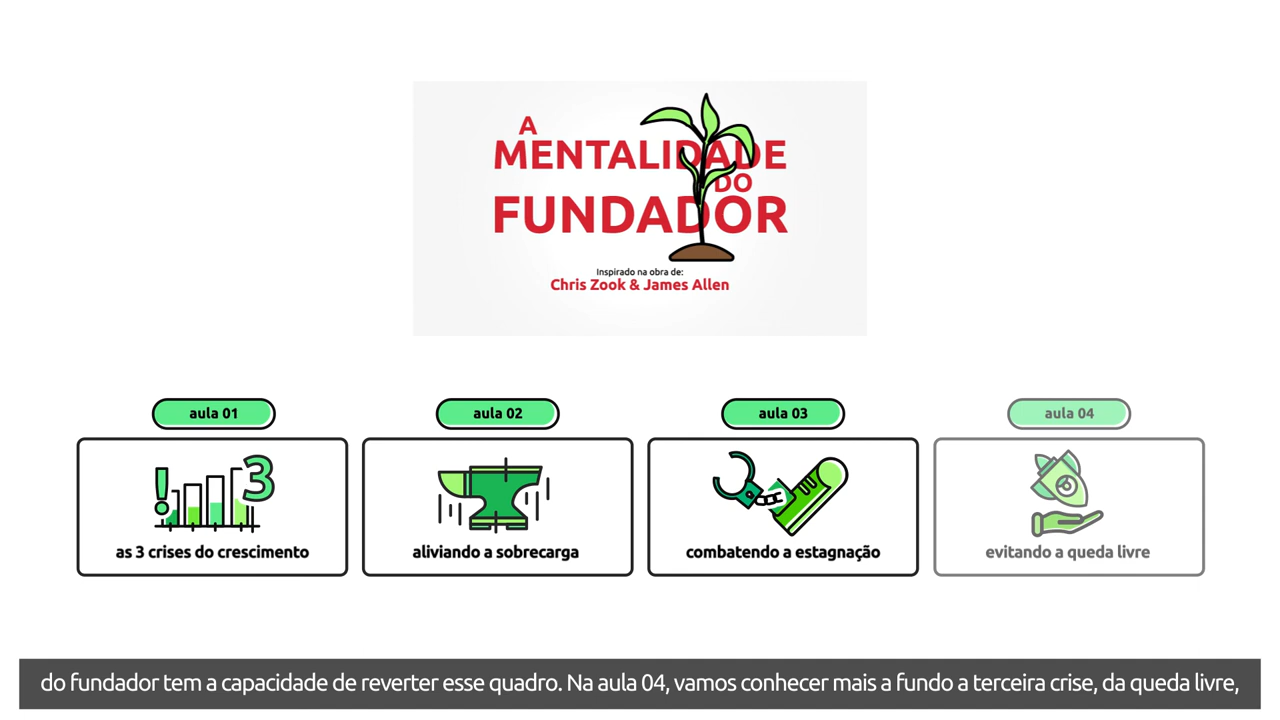 A
MENTALIDADE
DO
FUNDADOR
Inspirado na obra de:
Chris Zook & James Allen
aula 01
aula 02
aula 03
aula 04
3
as 3 crises do crescimento
aliviando a sobrecarga
combatendo a estagnação
evitando a queda livre
do fundador tem a capacidade de reverter esse quadro. Na aula 04, vamos conhecer mais a fundo a terceira crise, da queda livre,